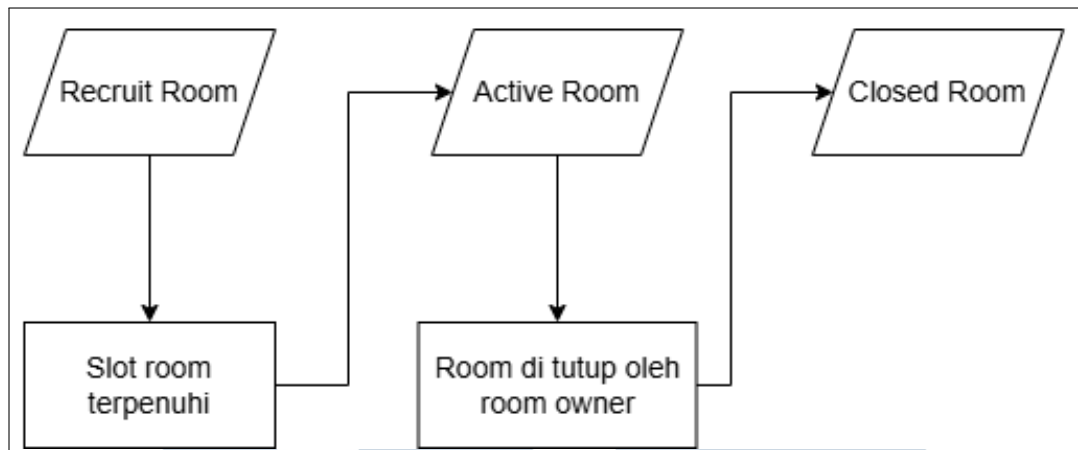 Recruit Room
Active Room
Closed Room
Slot room
terpenuhi
Room di tutup oleh
room owner